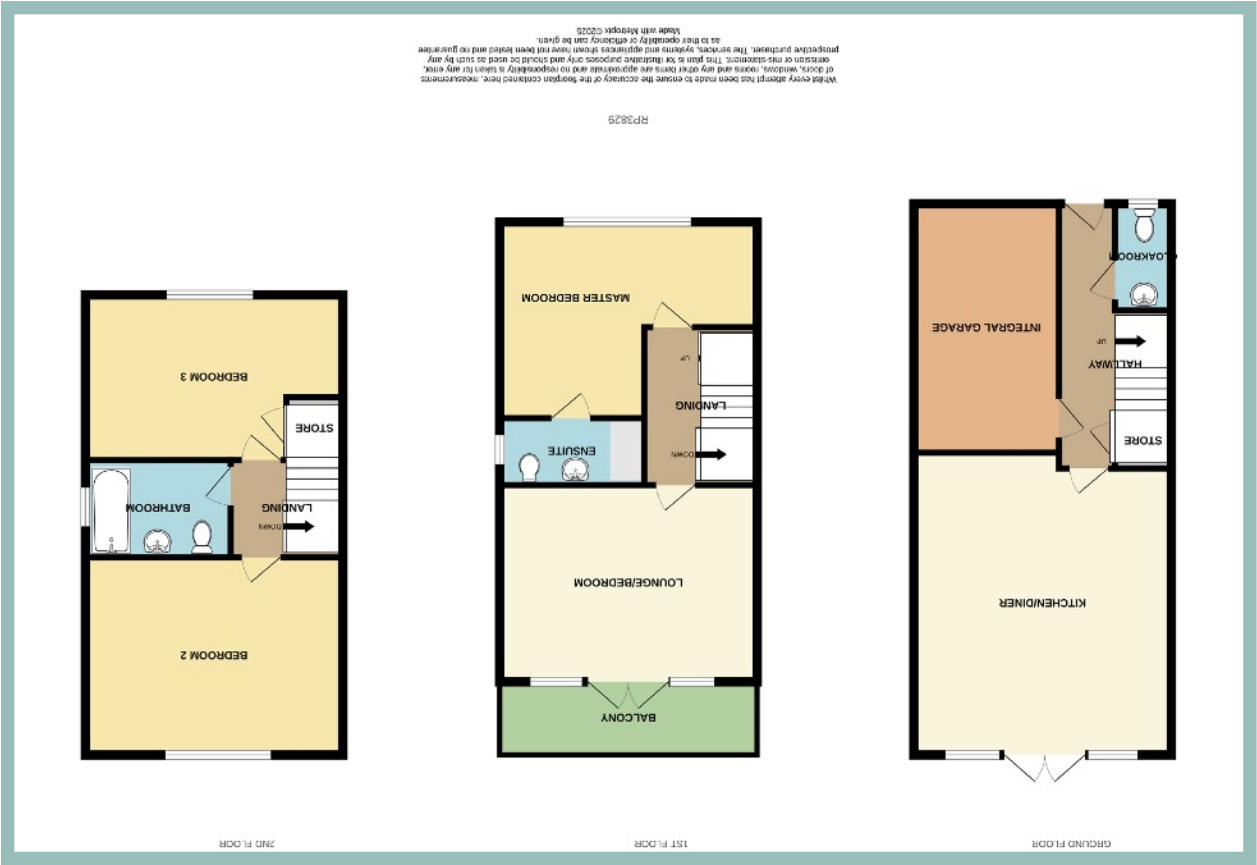 GROUND FLOOR
1ST FLOOR
2ND FLOOR
KITCHEN/DINER
STORE
HALLWAY
UP
INTEGRAL GARAGE
CLOAKROOM
BALCONY
LOUNGE/BEDROOM
ENSUITE
DOWN
LANDING
UP
MASTER BEDROOM
BEDROOM 2
BATHROOM
DOWN
LANDING
STORE
BEDROOM 3
RP3829
Whilst every attempt has been made to ensure the accuracy of the floorplan contained here, measurements
of doors, windows, rooms and any other items are approximate and no responsibility is taken for any error,
omission or mis-statement. This plan is for illustrative purposes only and should be used as such by any
prospective purchaser. The services, systems and appliances shown have not been tested and no guarantee
as to their operability or efficiency can be given.
Made with Metropix ©2025